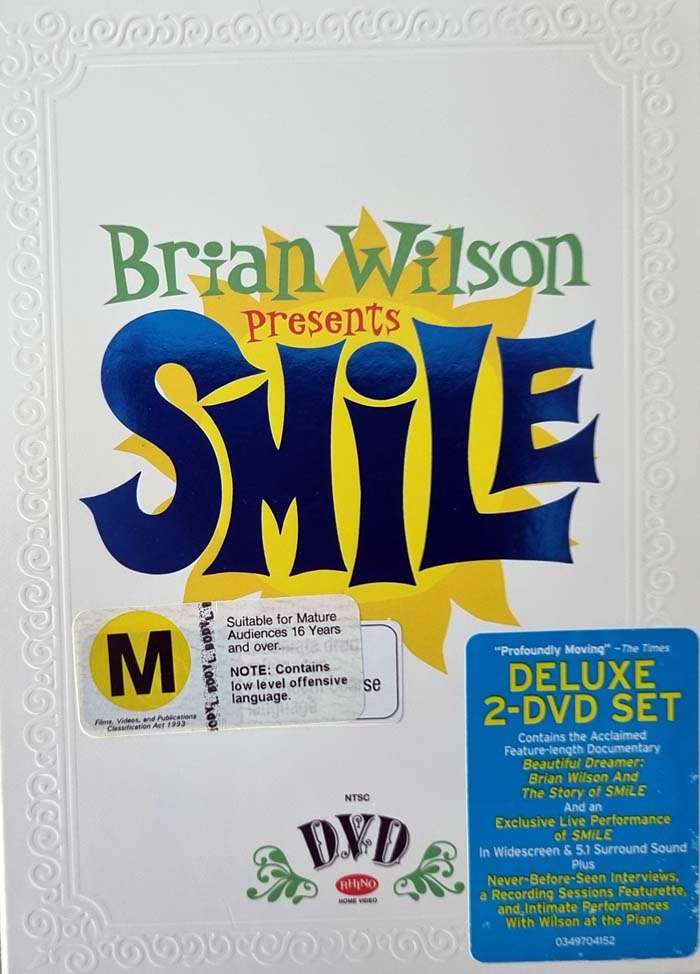 Brian Wilson
Presents
SMiLE
M
Films, Videos, and Publications
Classification Act 1993
Suitable for Mature
Audiences 16 Years
and over.
NOTE: Contains
low level offensive
language.
se
"Profoundly Moving" –The Times
DELUXE
2-DVD SET
Contains the Acclaimed
Feature-length Documentary
Beautiful Dreamer:
Brian Wilson And
The Story of SMiLE
And an
Exclusive Live Performance
of SMiLE
In Widescreen & 5.1 Surround Sound
Plus
Never-Before-Seen Interviews,
a Recording Sessions Featurette,
and Intimate Performances
With Wilson at the Piano
0349704152
NTSC
DVD
RHINO
HOME VIDEO